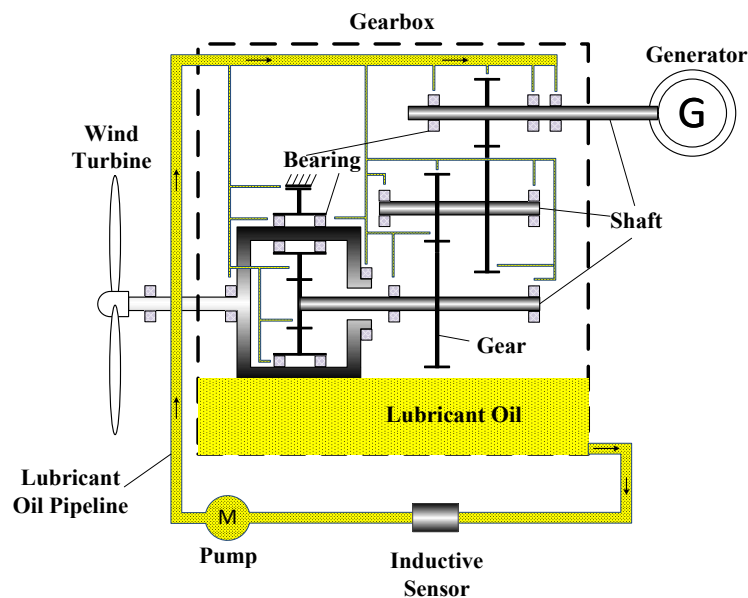 Gearbox
Generator
G
Wind
Turbine
Bearing
Shaft
Gear
Lubricant Oil
Lubricant
Oil Pipeline
M
Pump
Inductive
Sensor